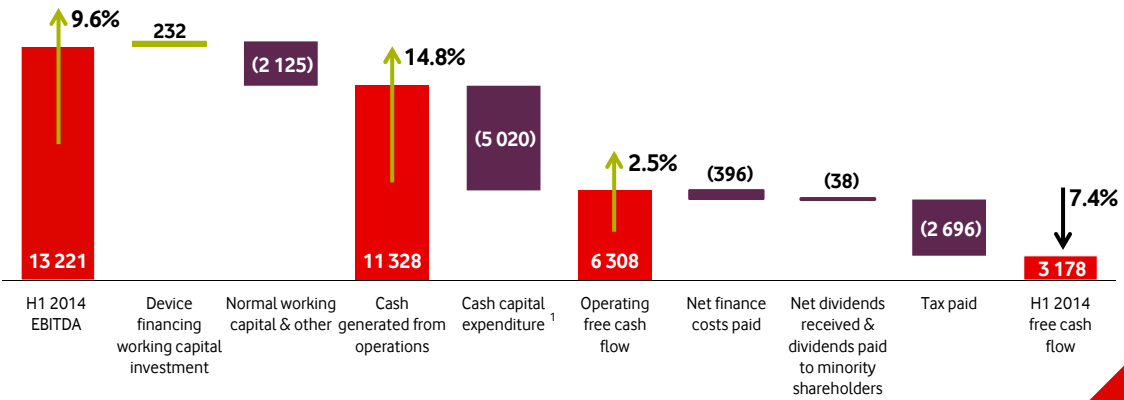 9.6%
232
(2 125)
14.8%
(5 020)
2.5%
(396)
(38)
(2 696)
7.4%
13 221
11 328
6 308
3 178
H1 2014
EBITDA
Device
financing
working capital
investment
Normal working
capital & other
Cash
generated from
operations
Cash capital
expenditure 1
Operating
free cash
flow
Net finance
costs paid
Net dividends
received &
dividends paid
to minority
shareholders
Tax paid
H1 2014
free cash
flow